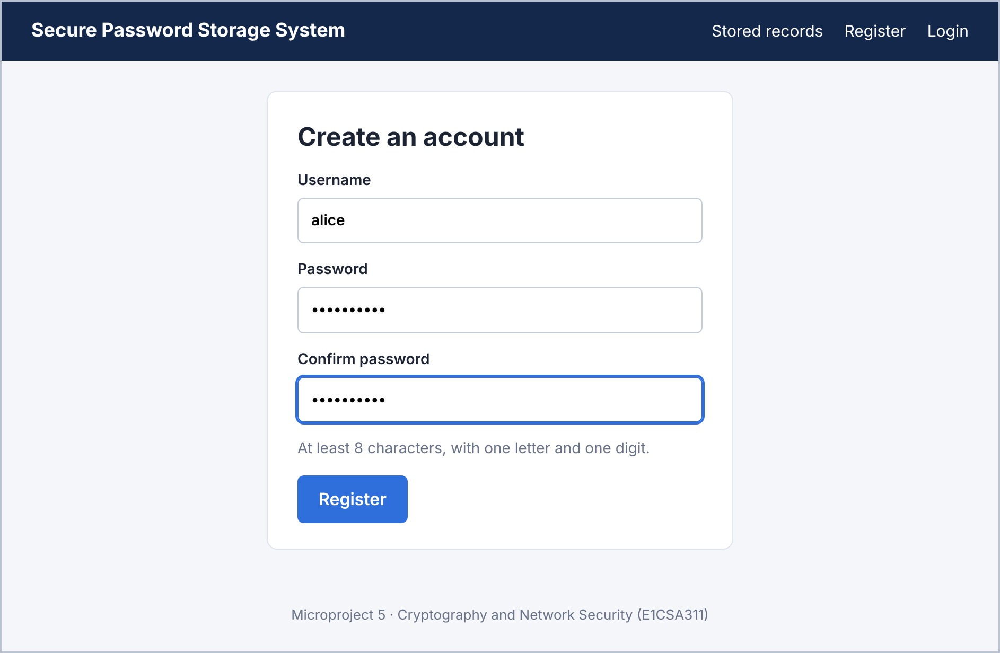 Secure Password Storage System
Stored records Register Login
Create an account
Username
alice
Password
••••••••••
Confirm password
••••••••••
At least 8 characters, with one letter and one digit.
Register
Microproject 5 · Cryptography and Network Security (E1CSA311)